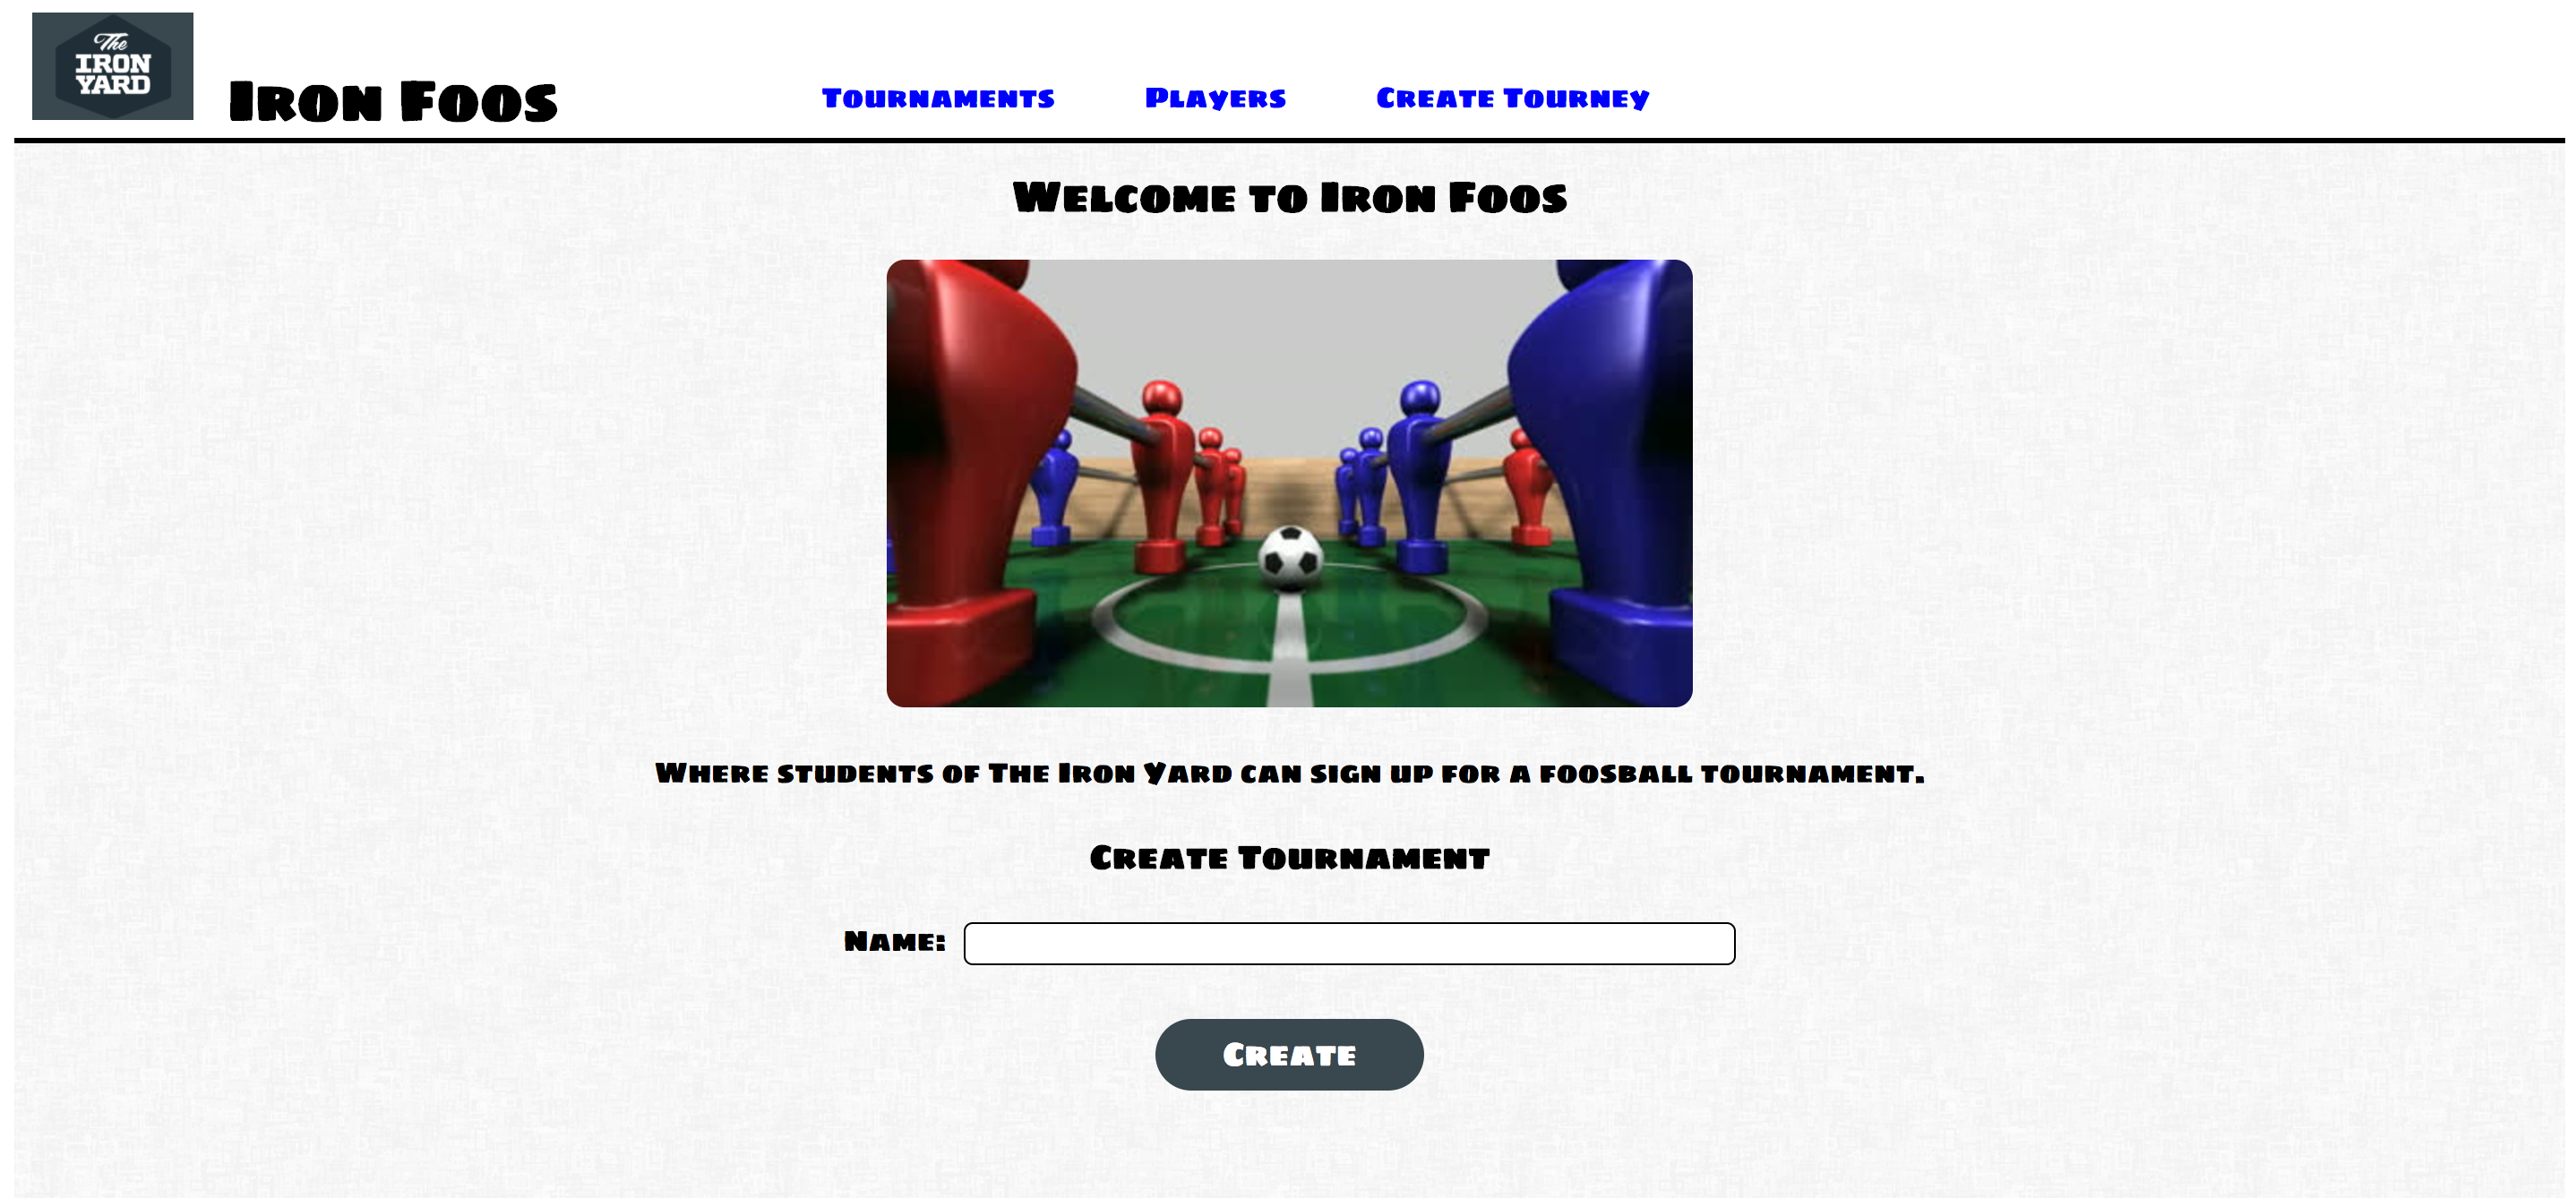 The
IRON
YARD
Iron Foos
Tournaments Players Create Tourney
Welcome to Iron Foos
Where students of The Iron Yard can sign up for a foosball tournament.
Create Tournament
Name:
Create